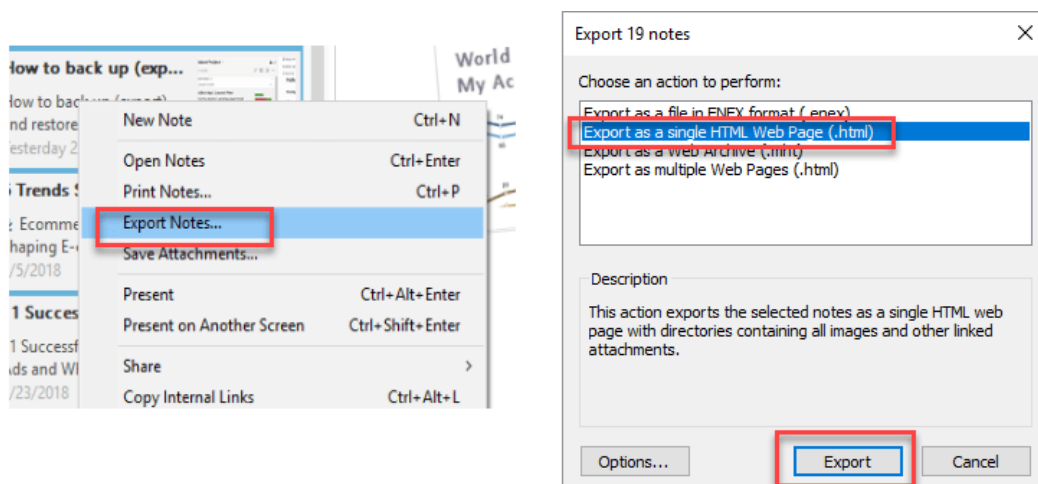 How to back up (exp...
How to back up (export)
and restore
Yesterday 2
5 Trends S
Ecomme
haping E-
/5/2018
1 Succes
1 Successf
Ads and Wh
/23/2018
World
My Ac
New Note Ctrl+N
Open Notes Ctrl+Enter
Print Notes... Ctrl+P
Export Notes...
Save Attachments...
Present Ctrl+Alt+Enter
Present on Another Screen Ctrl+Shift+Enter
Share >
Copy Internal Links Ctrl+Alt+L
Export 19 notes
Choose an action to perform:
Export as a file in ENEX format (.enex)
Export as a single HTML Web Page (.html)
Export as a Web Archive (.mht)
Export as multiple Web Pages (.html)
Description
This action exports the selected notes as a single HTML web
page with directories containing all images and other linked
attachments.
Options... Export Cancel